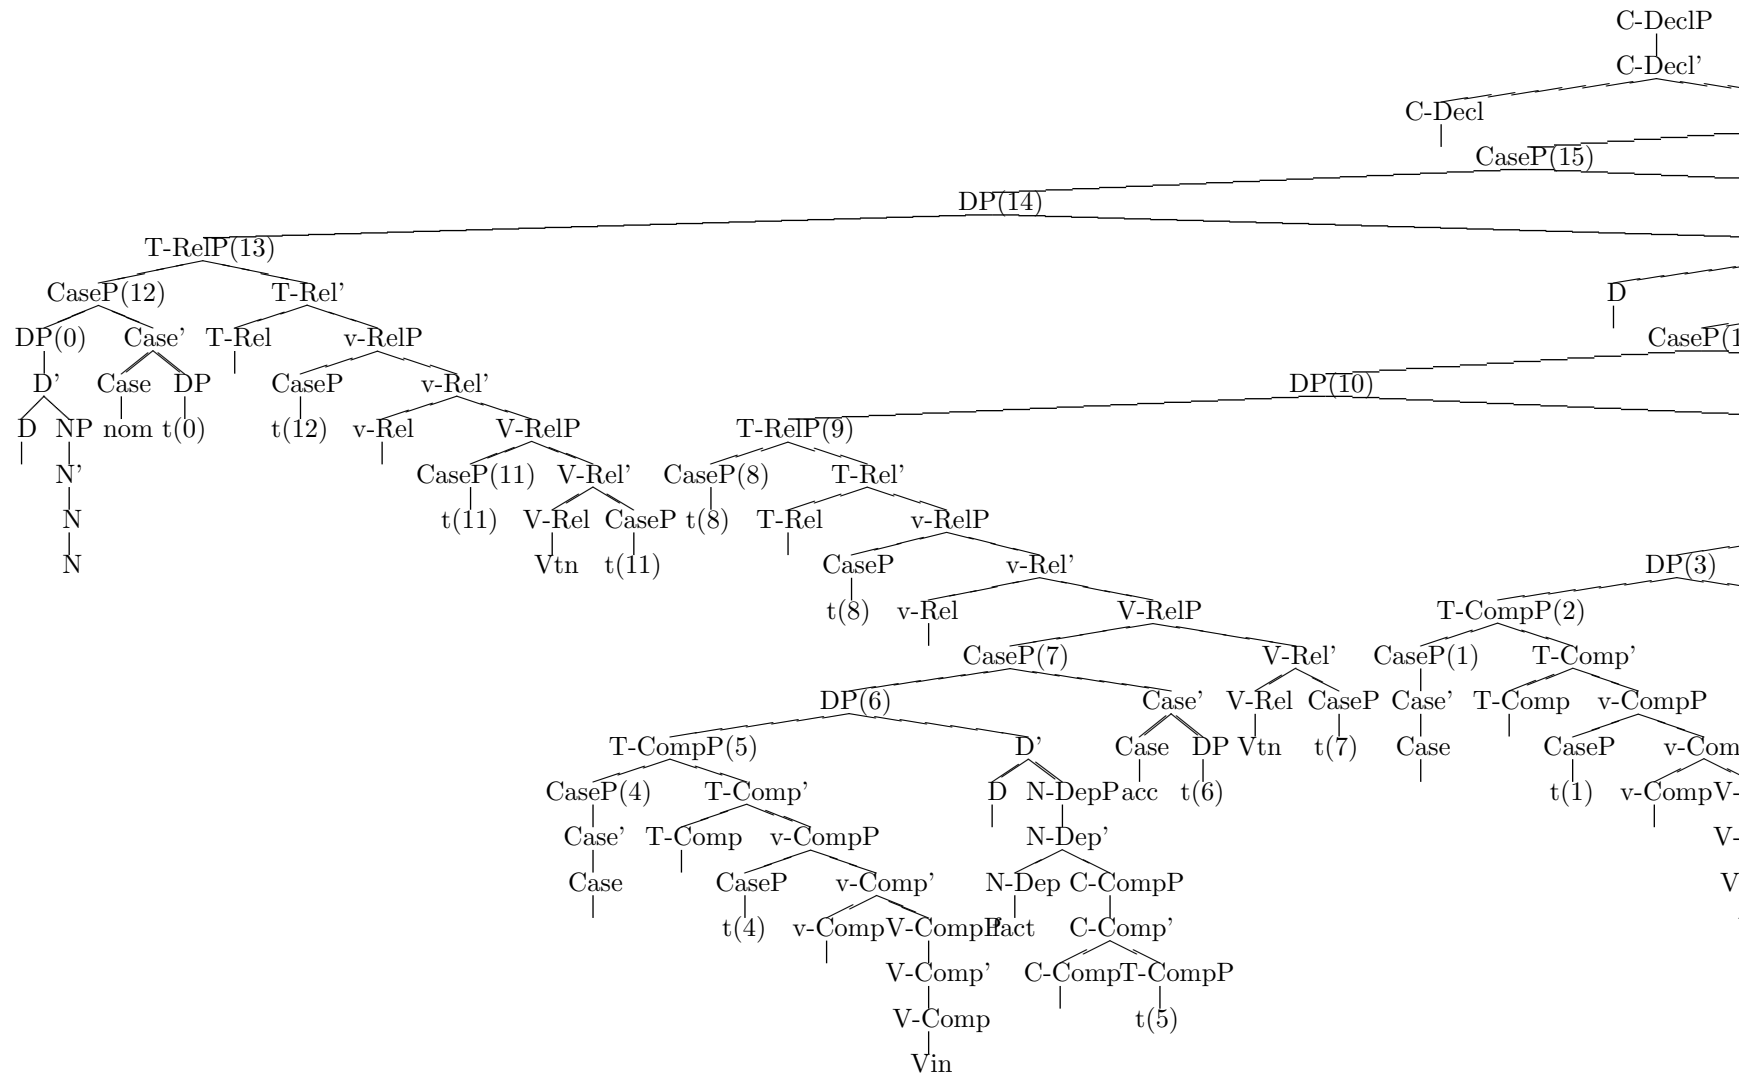 C-DeclP
C-Decl'
C-Decl
CaseP(15)
DP(14)
T-RelP(13)
CaseP(12) T-Rel' D
DP(0) Case' T-Rel v-RelP CaseP(1
D' Case DP CaseP v-Rel' DP(10)
D NP nom t(0) t(12) v-Rel V-RelP T-RelP(9)
N' CaseP(11) V-Rel' CaseP(8) T-Rel'
N t(11) V-Rel CaseP t(8) T-Rel v-RelP
N Vtn t(11) CaseP v-Rel' DP(3)
t(8) v-Rel V-RelP T-CompP(2)
CaseP(7) V-Rel' CaseP(1) T-Comp'
DP(6) Case' V-Rel CaseP Case' T-Comp v-CompP
T-CompP(5) D' Case DP Vtn t(7) Case CaseP v-Com
CaseP(4) T-Comp' D N-DepP acc t(6) t(1) v-Comp V-
Case' T-Comp v-CompP N-Dep' V-
Case CaseP v-Comp' N-Dep C-CompP V
t(4) v-Comp V-CompP fact C-Comp'
V-Comp' C-Comp T-CompP
V-Comp t(5)
Vin